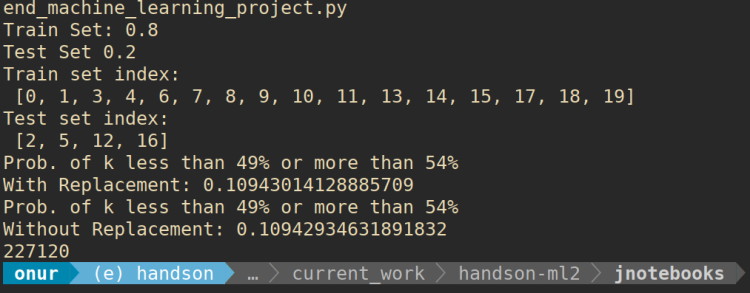 end_machine_learning_project.py
Train Set: 0.8
Test Set 0.2
Train set index:
[0, 1, 3, 4, 6, 7, 8, 9, 10, 11, 13, 14, 15, 17, 18, 19]
Test set index:
[2, 5, 12, 16]
Prob. of k less than 49% or more than 54%
With Replacement: 0.10943014128885709
Prob. of k less than 49% or more than 54%
Without Replacement: 0.10942934631891832
227120
onur (e) handson … current_work handson-ml2 jnotebooks